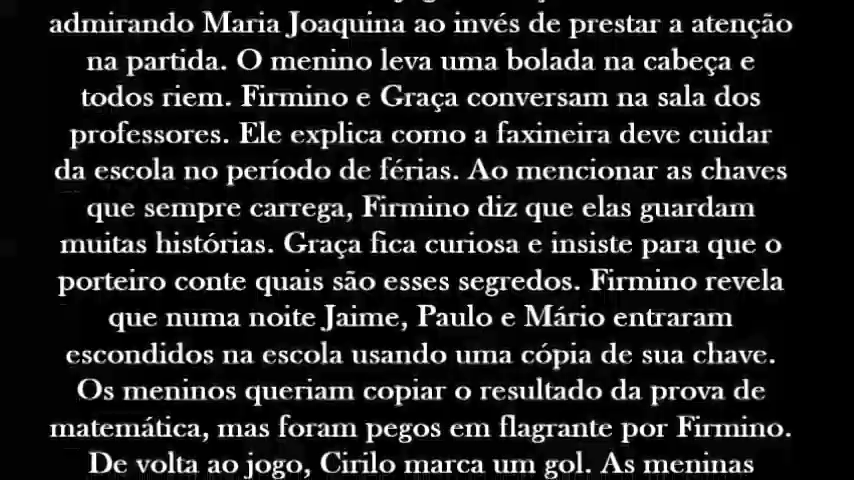 admirando Maria Joaquina ao invés de prestar a atenção
na partida. O menino leva uma bolada na cabeça e
todos riem. Firmino e Graça conversam na sala dos
professores. Ele explica como a faxineira deve cuidar
da escola no período de férias. Ao mencionar as chaves
que sempre carrega, Firmino diz que elas guardam
muitas histórias. Graça fica curiosa e insiste para que o
porteiro conte quais são esses segredos. Firmino revela
que numa noite Jaime, Paulo e Mário entraram
escondidos na escola usando uma cópia de sua chave.
Os meninos queriam copiar o resultado da prova de
matemática, mas foram pegos em flagrante por Firmino.
De volta ao jogo, Cirilo marca um gol. As meninas